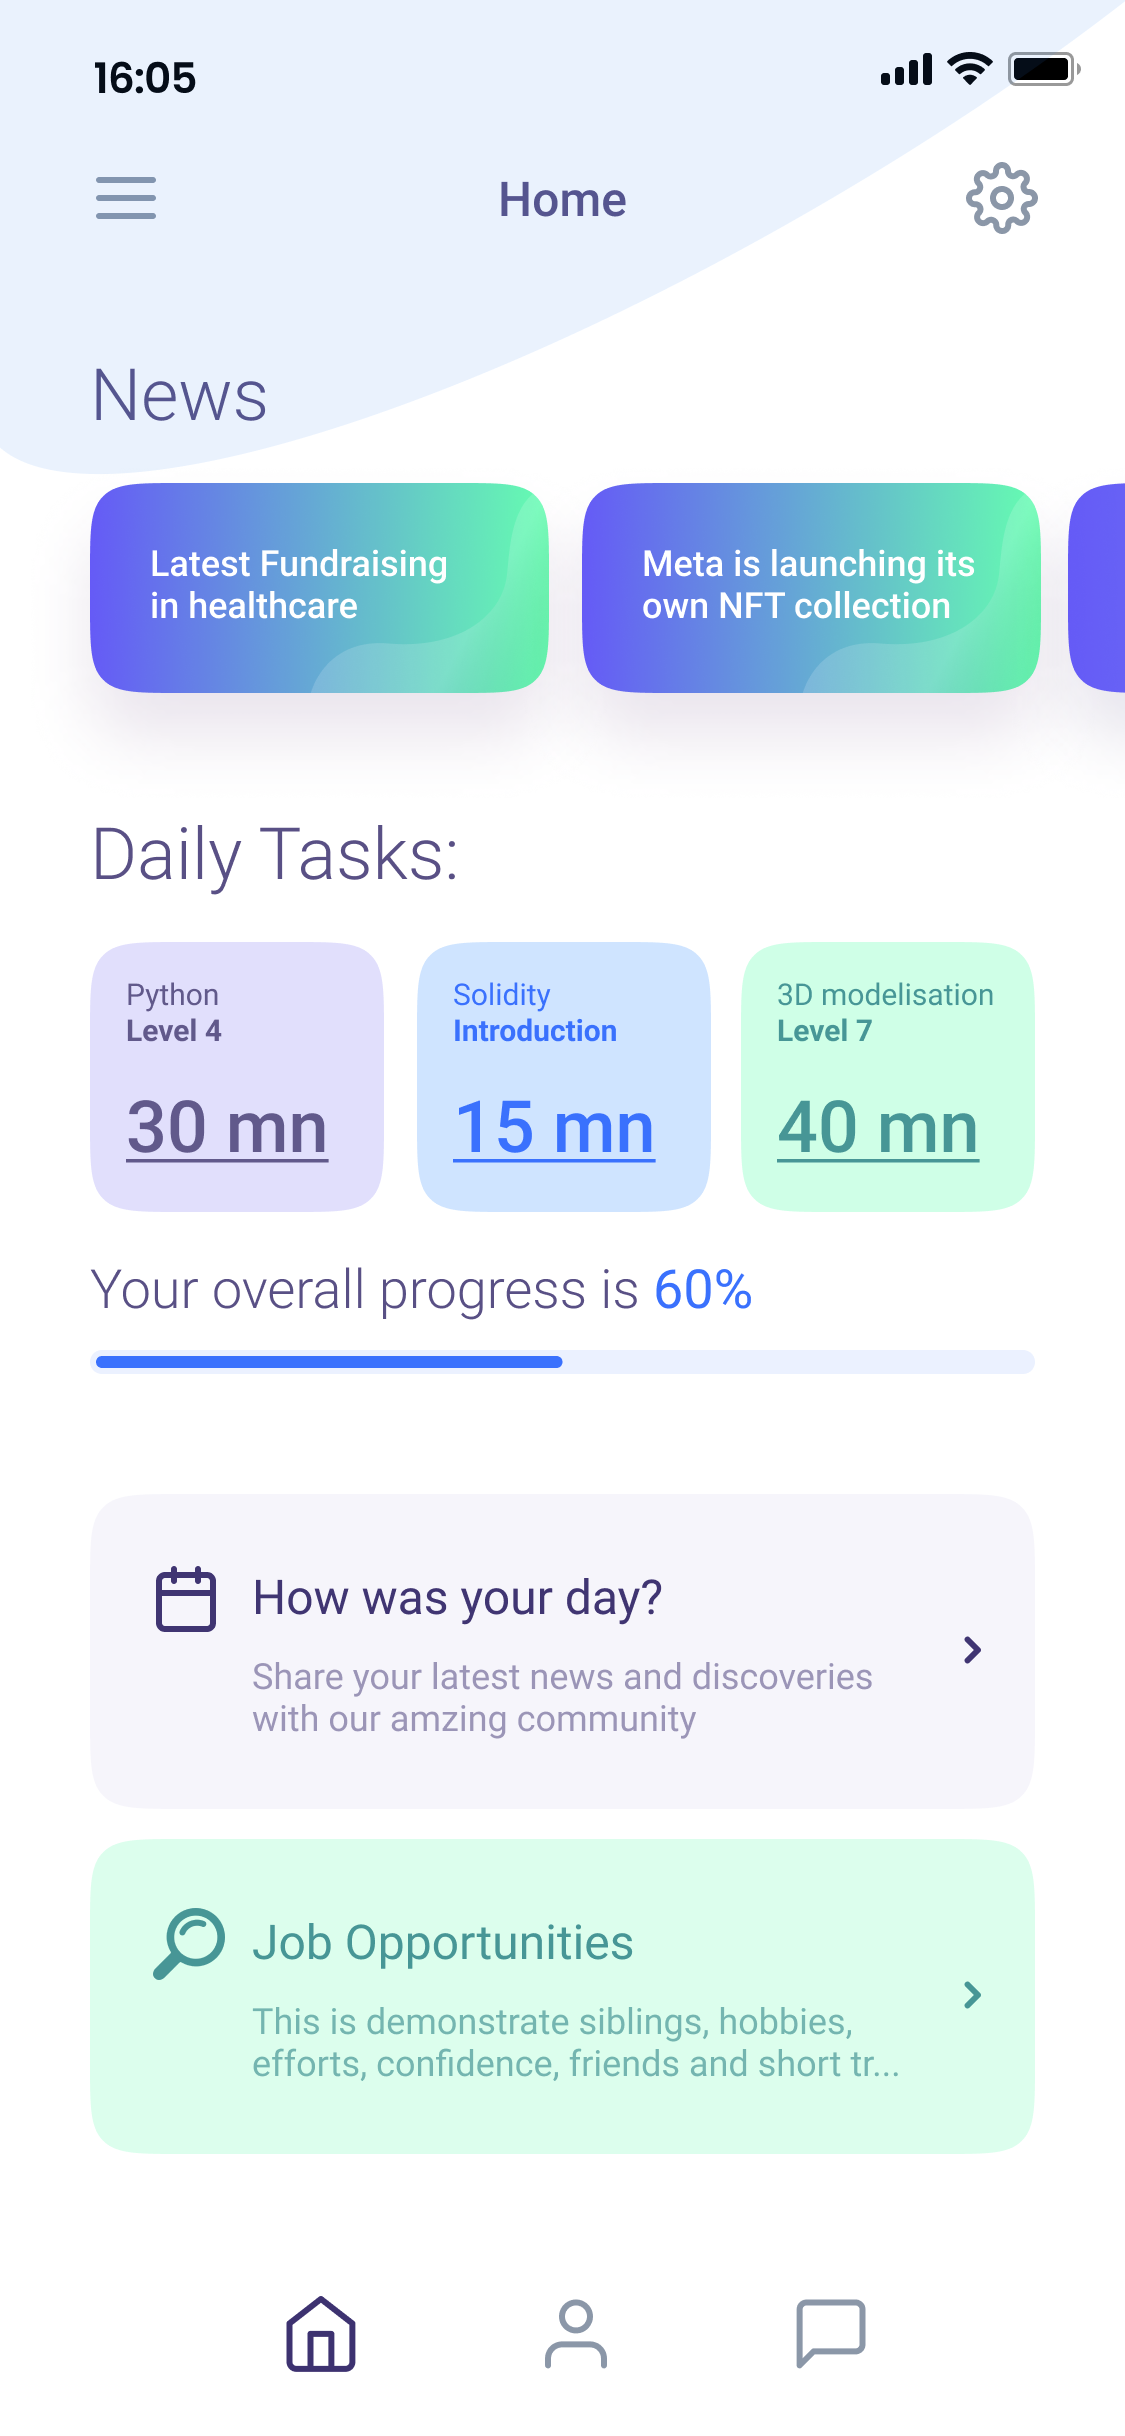 16:05
Home
News
Latest Fundraising
in healthcare
Meta is launching its
own NFT collection
Daily Tasks:
Python
Level 4
30 mn
Solidity
Introduction
15 mn
3D modelisation
Level 7
40 mn
Your overall progress is 60%
How was your day?
Share your latest news and discoveries
with our amzing community
Job Opportunities
This is demonstrate siblings, hobbies,
efforts, confidence, friends and short tr...